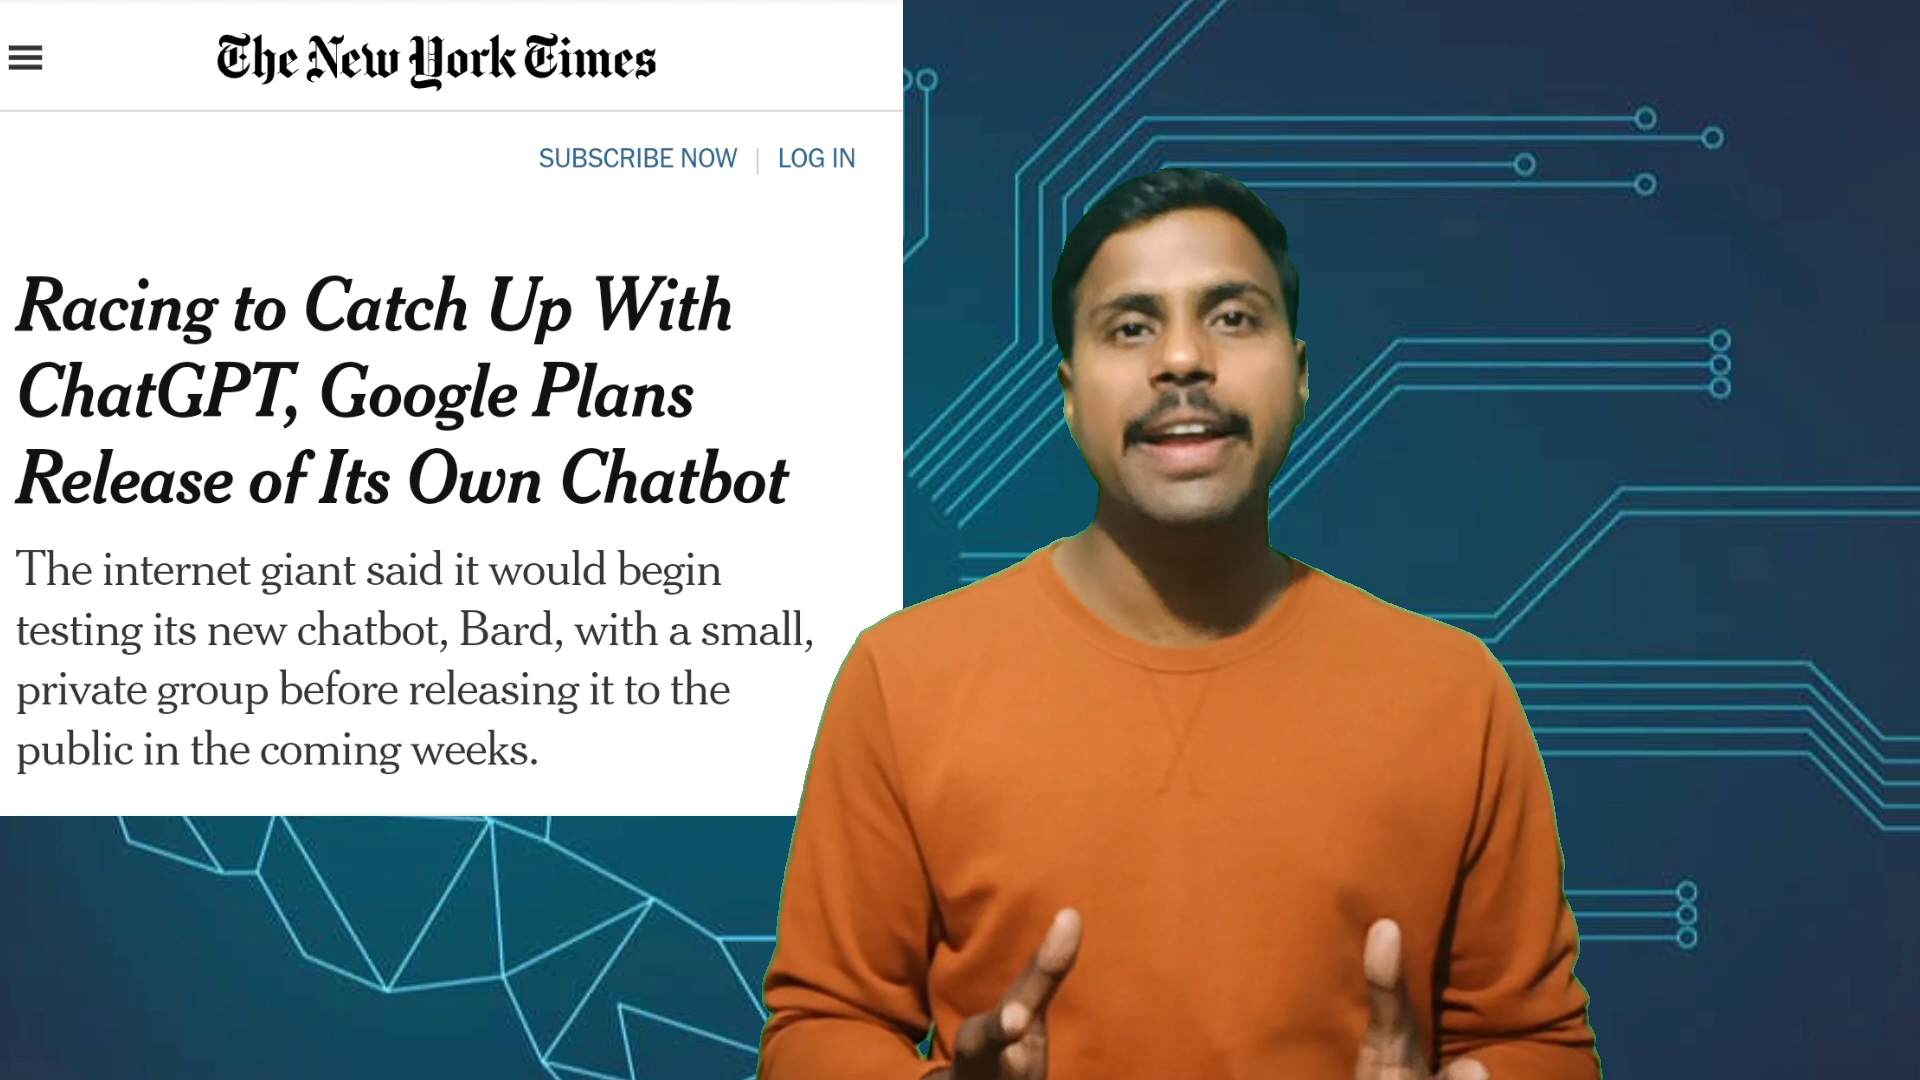 The New York Times
SUBSCRIBE NOW | LOG IN
Racing to Catch Up With
ChatGPT, Google Plans
Release of Its Own Chatbot
The internet giant said it would begin
testing its new chatbot, Bard, with a small,
private group before releasing it to the
public in the coming weeks.